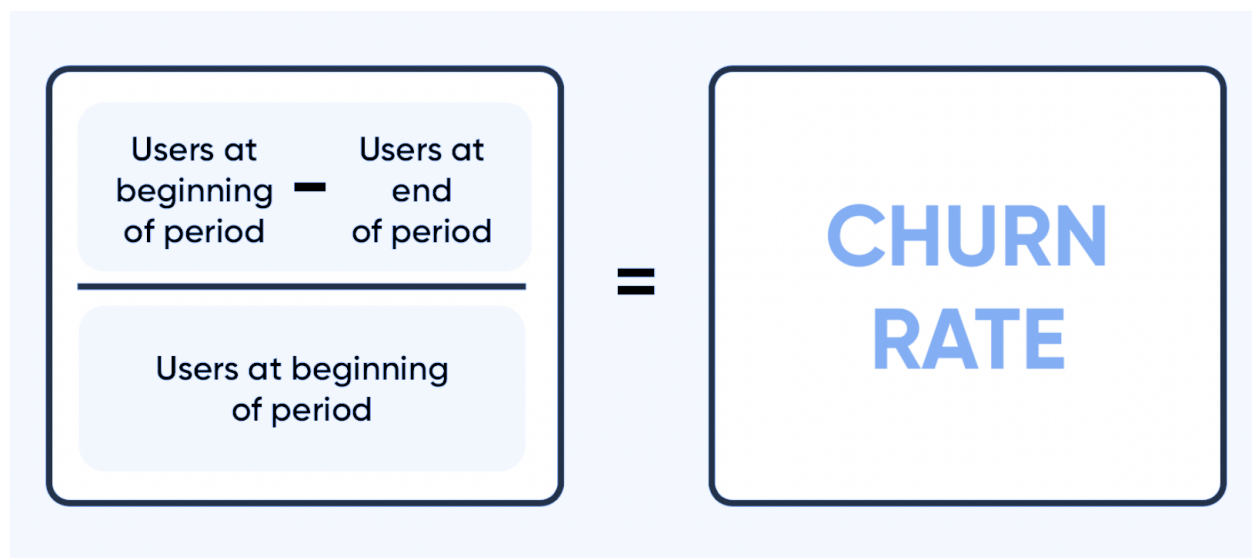 Users at
beginning
of period
-
Users at
end
of period
Users at beginning
of period
=
CHURN
RATE